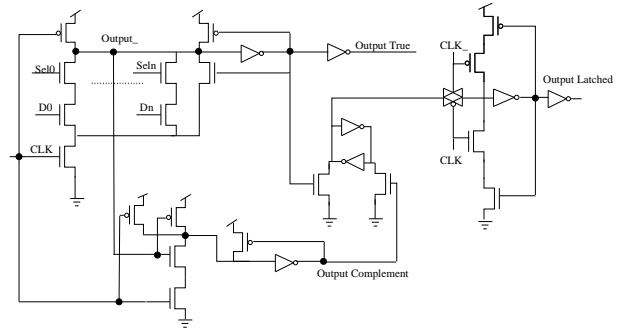 Output_
Output True
CLK_
Sel0
Seln
Output Latched
D0
Dn
CLK
CLK
Output Complement